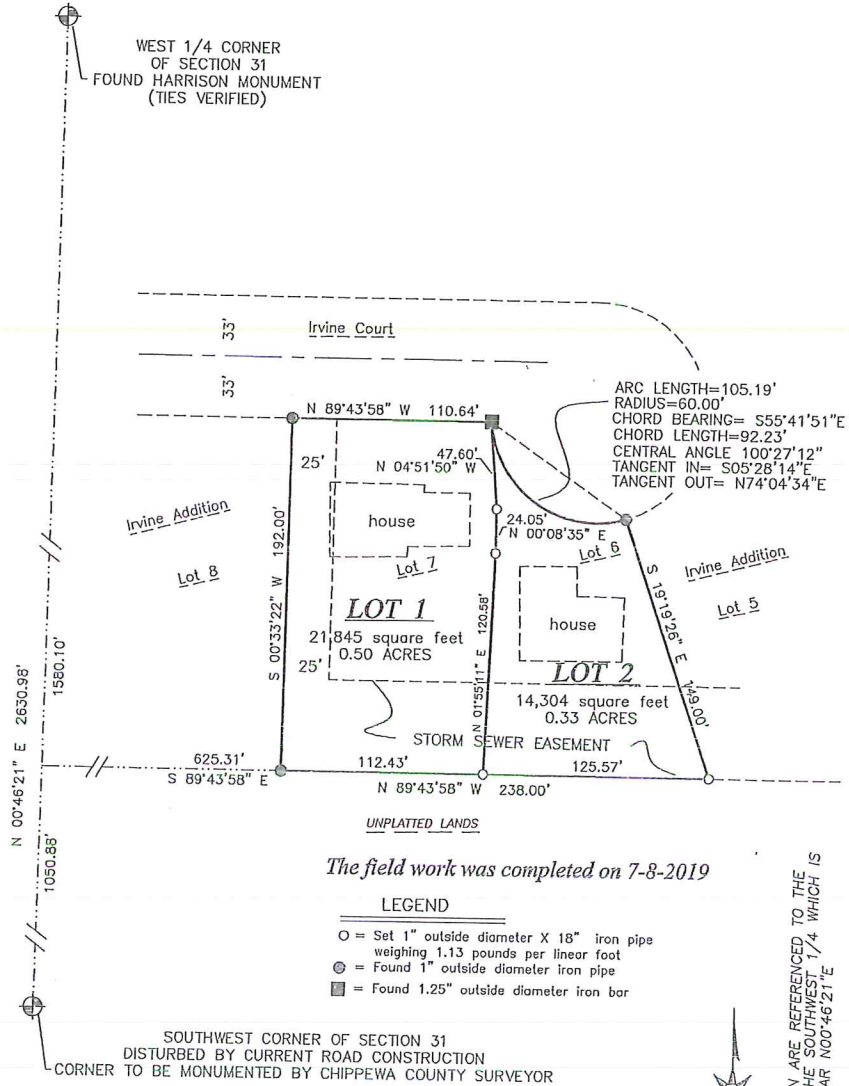 WEST 1/4 CORNER
OF SECTION 31
FOUND HARRISON MONUMENT
(TIES VERIFIED)
33'
Irvine Court
33'
ARC LENGTH=105.19'
RADIUS=60.00'
CHORD BEARING= S55°41'51"E
CHORD LENGTH=92.23'
CENTRAL ANGLE 100°27'12"
TANGENT IN= S05°28'14"E
TANGENT OUT= N74°04'34"E
N 89°43'58" W 110.64'
25'
47.60'
N 04°51'50" W
Irvine Addition
Lot 8
S 00°33'22" W 192.00'
house
Lot 7
24.05'
N 00°08'35" E
Lot 6
Irvine Addition
Lot 5
S 19°19'26" E 149.00'
LOT 1
21,845 square feet
0.50 ACRES
25'
N 01°55'11" E 120.58'
house
LOT 2
14,304 square feet
0.33 ACRES
STORM SEWER EASEMENT
N 00°46'21" E 2630.98'
1580.10'
1050.88'
625.31'
S 89°43'58" E
112.43'
125.57'
N 89°43'58" W 238.00'
UNPLATTED LANDS
The field work was completed on 7-8-2019
LEGEND
O = Set 1" outside diameter X 18" iron pipe
weighing 1.13 pounds per linear foot
= Found 1" outside diameter iron pipe
= Found 1.25" outside diameter iron bar
SOUTHWEST CORNER OF SECTION 31
DISTURBED BY CURRENT ROAD CONSTRUCTION
CORNER TO BE MONUMENTED BY CHIPPEWA COUNTY SURVEYOR
ARE REFERENCED TO THE
SOUTHWEST 1/4 WHICH IS
N00°46'21"E